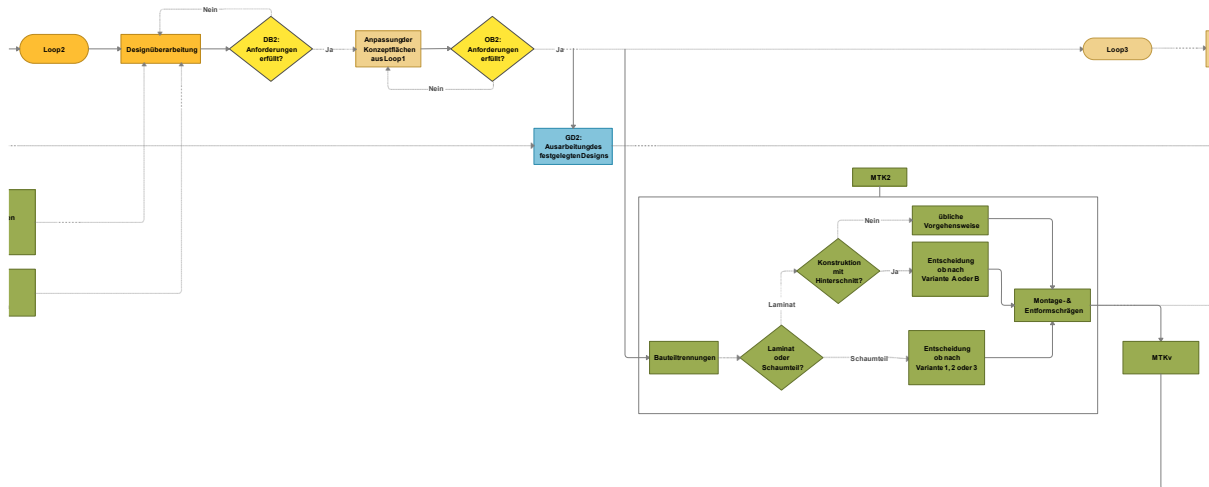 Nein
Loop2
Designüberarbeitung
DB2:
Anforderungen
erfüllt?
Ja
Anpassung der
Konzeptflächen
aus Loop1
OB2:
Anforderungen
erfüllt?
Ja
Nein
Loop3
GD2:
Ausarbeitung des
festgelegten Designs
MTK2
n
Nein
übliche
Vorgehensweise
Konstruktion
mit
Hinterschnitt?
Ja
Entscheidung
ob nach
Variante A oder B
Laminat
Montage- &
Entformschrägen
Bauteiltrennungen
Laminat
oder
Schaumteil?
Schaumteil
Entscheidung
ob nach
Variante 1, 2 oder 3
MTKv